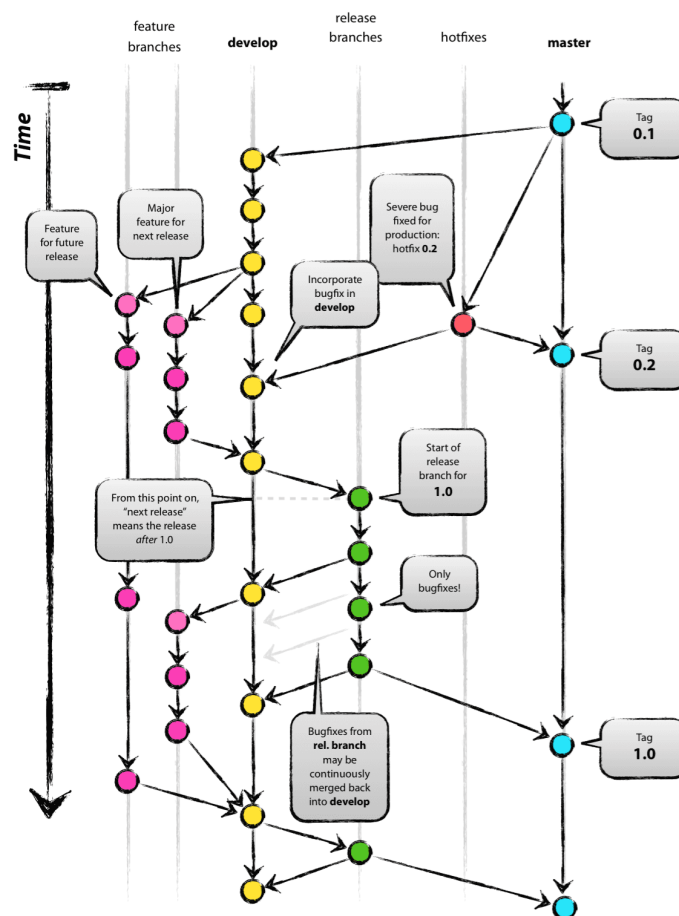 feature
branches
develop
release
branches
hotfixes
master
Time
Tag
0.1
Feature
for future
release
Major
feature for
next release
Severe bug
fixed for
production:
hotfix 0.2
Incorporate
bugfix in
develop
Tag
0.2
Start of
release
branch for
1.0
From this point on,
“next release”
means the release
after 1.0
Only
bugfixes!
Bugfixes from
rel. branch
may be
continuously
merged back
into develop
Tag
1.0